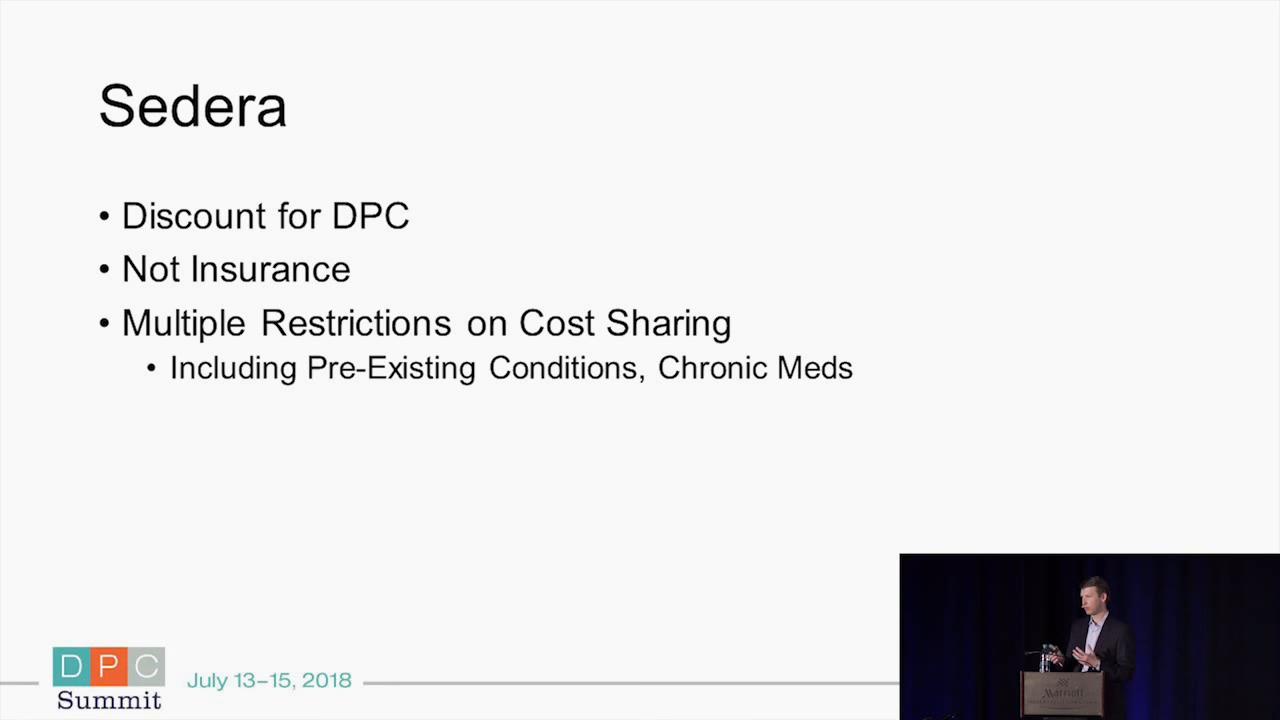 Sedera
• Discount for DPC
• Not Insurance
• Multiple Restrictions on Cost Sharing
• Including Pre-Existing Conditions, Chronic Meds
DPC
Summit
July 13–15, 2018
Marriott